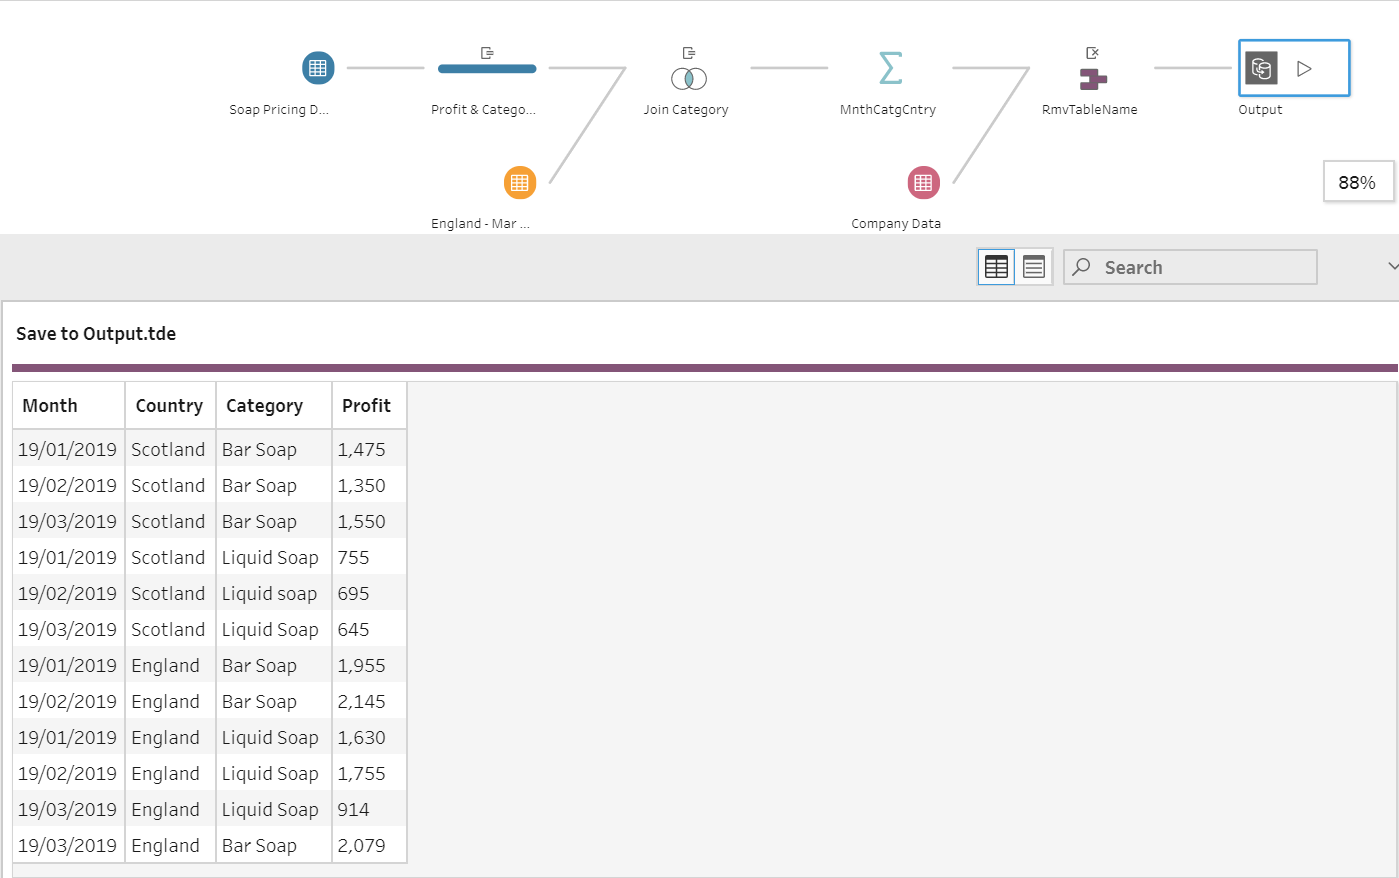 Soap Pricing D...
Profit & Catego...
Join Category
MnthCatgCntry
RmvTableName
Output
88%
England - Mar ...
Company Data
Search
Save to Output.tde
Month Country Category Profit
19/01/2019 Scotland Bar Soap 1,475
19/02/2019 Scotland Bar Soap 1,350
19/03/2019 Scotland Bar Soap 1,550
19/01/2019 Scotland Liquid Soap 755
19/02/2019 Scotland Liquid soap 695
19/03/2019 Scotland Liquid Soap 645
19/01/2019 England Bar Soap 1,955
19/02/2019 England Bar Soap 2,145
19/01/2019 England Liquid Soap 1,630
19/02/2019 England Liquid Soap 1,755
19/03/2019 England Liquid Soap 914
19/03/2019 England Bar Soap 2,079